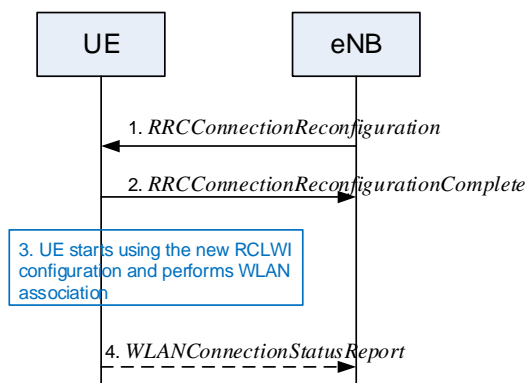 UE
eNB
1. RRCConnectionReconfiguration
2. RRCConnectionReconfigurationComplete
3. UE starts using the new RCLWI
configuration and performs WLAN
association
4. WLANConnectionStatusReport